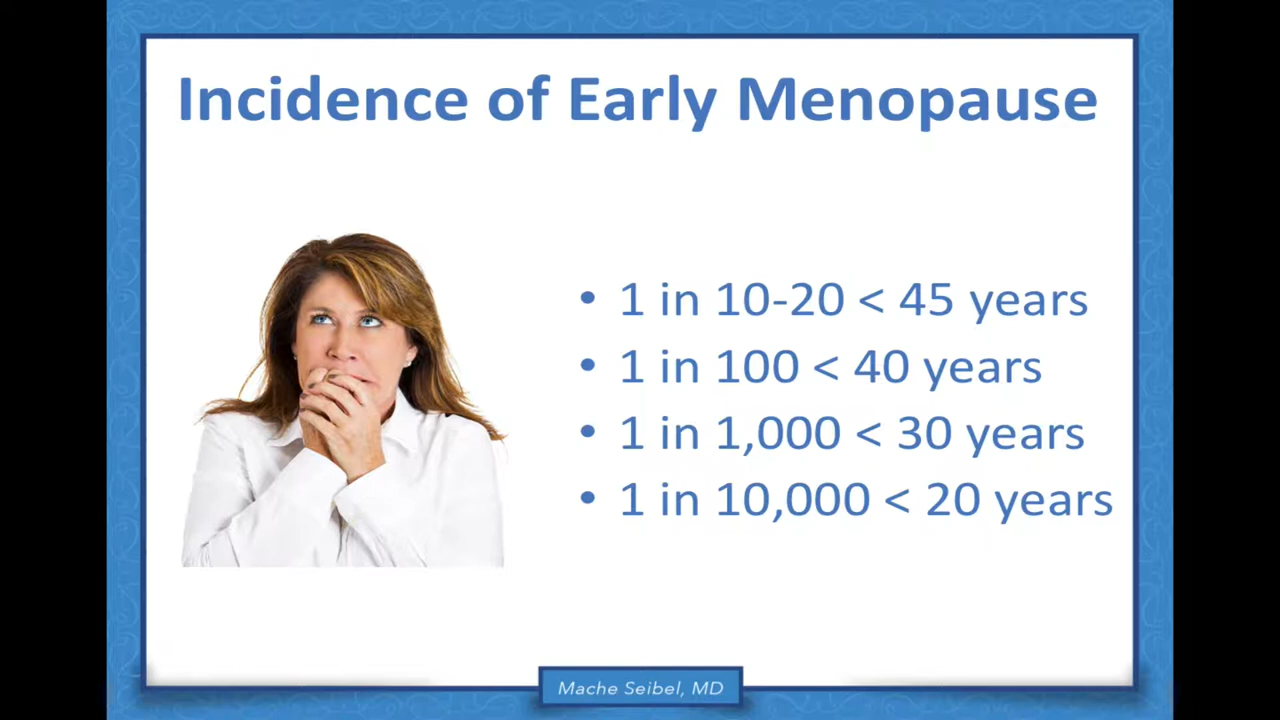 Incidence of Early Menopause
• 1 in 10-20 < 45 years
• 1 in 100 < 40 years
• 1 in 1,000 < 30 years
• 1 in 10,000 < 20 years
Mache Seibel, MD